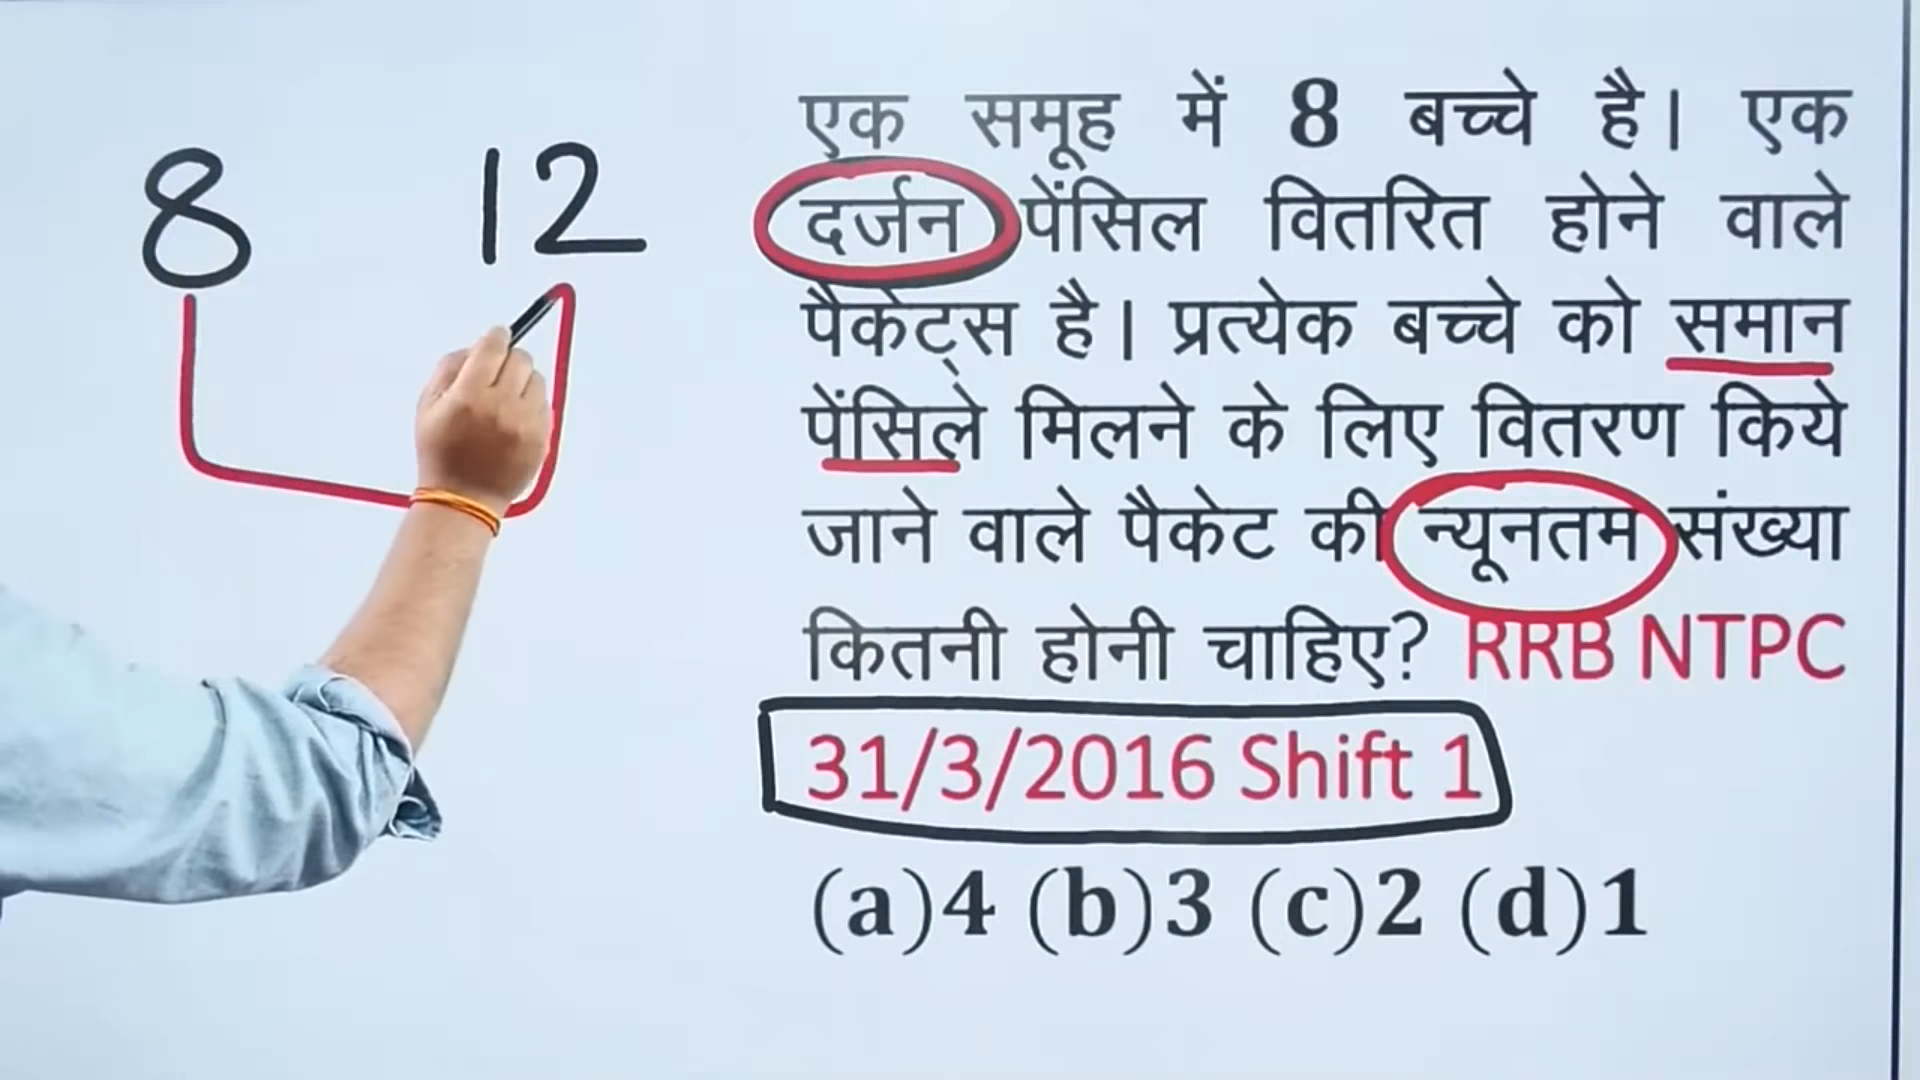 8 12
एक समूह में 8 बच्चे है। एक
दर्जन पेंसिल वितरित होने वाले
पैकेट्स है। प्रत्येक बच्चे को समान
पेंसिले मिलने के लिए वितरण किये
जाने वाले पैकेट की न्यूनतम संख्या
कितनी होनी चाहिए? RRB NTPC
31/3/2016 Shift 1
(a)4 (b)3 (c)2 (d)1